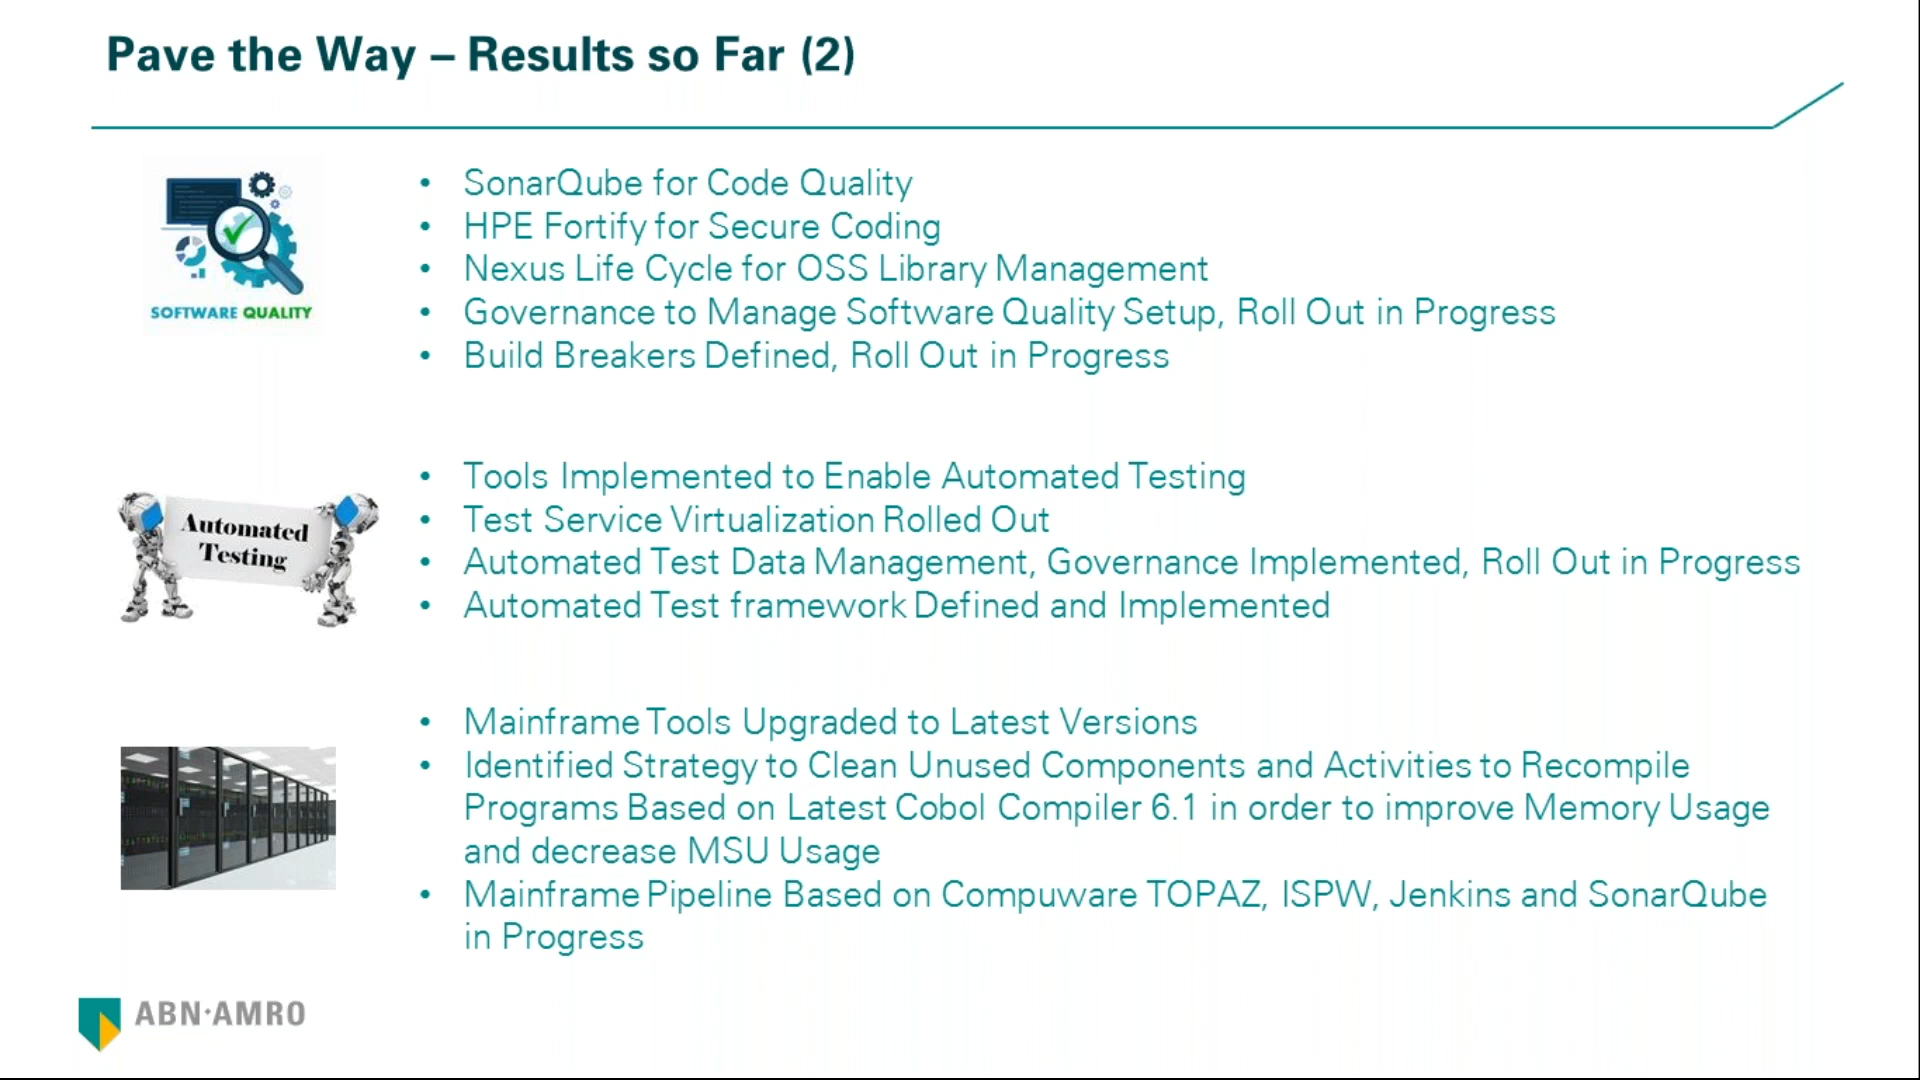 Pave the Way – Results so Far (2)
SOFTWARE QUALITY
• SonarQube for Code Quality
• HPE Fortify for Secure Coding
• Nexus Life Cycle for OSS Library Management
• Governance to Manage Software Quality Setup, Roll Out in Progress
• Build Breakers Defined, Roll Out in Progress
Automated
Testing
• Tools Implemented to Enable Automated Testing
• Test Service Virtualization Rolled Out
• Automated Test Data Management, Governance Implemented, Roll Out in Progress
• Automated Test framework Defined and Implemented
• Mainframe Tools Upgraded to Latest Versions
• Identified Strategy to Clean Unused Components and Activities to Recompile
Programs Based on Latest Cobol Compiler 6.1 in order to improve Memory Usage
and decrease MSU Usage
• Mainframe Pipeline Based on Compuware TOPAZ, ISPW, Jenkins and SonarQube
in Progress
ABN·AMRO